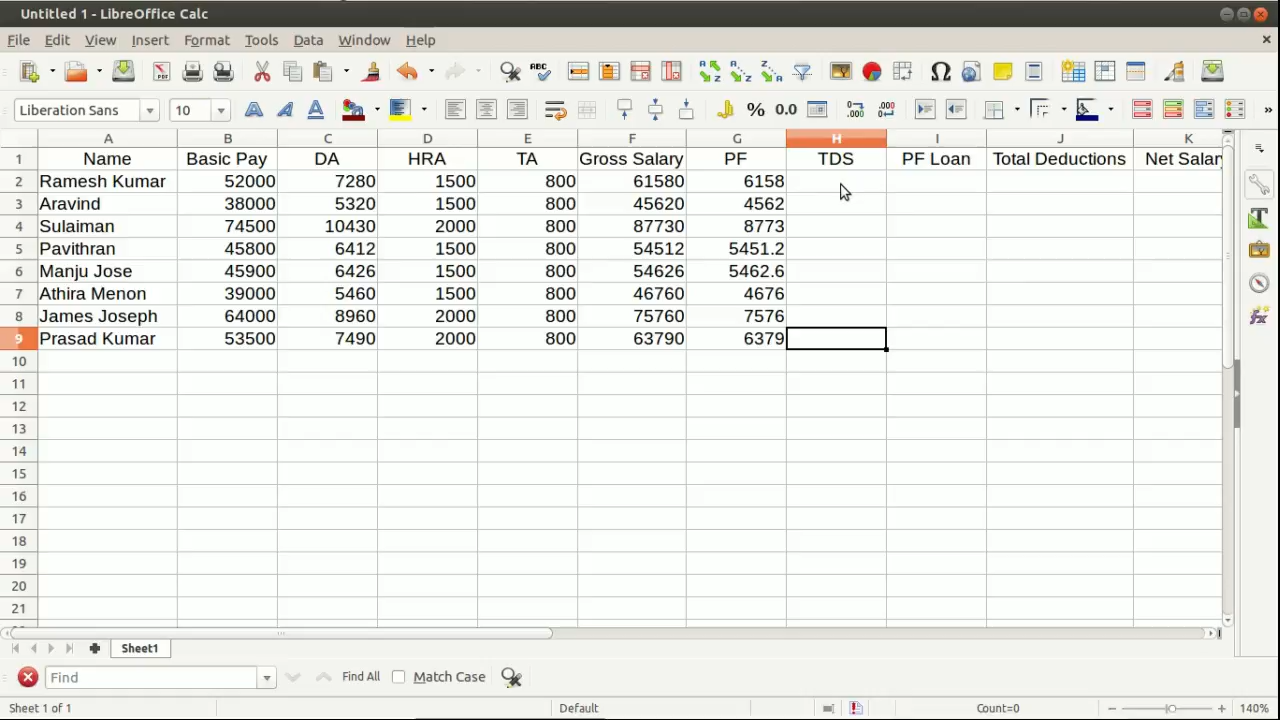 Untitled 1 - LibreOffice Calc
File Edit View Insert Format Tools Data Window Help
Liberation Sans 10
A B C D E F G H I J K
1 Name Basic Pay DA HRA TA Gross Salary PF TDS PF Loan Total Deductions Net Salary
2 Ramesh Kumar 52000 7280 1500 800 61580 6158
3 Aravind 38000 5320 1500 800 45620 4562
4 Sulaiman 74500 10430 2000 800 87730 8773
5 Pavithran 45800 6412 1500 800 54512 5451.2
6 Manju Jose 45900 6426 1500 800 54626 5462.6
7 Athira Menon 39000 5460 1500 800 46760 4676
8 James Joseph 64000 8960 2000 800 75760 7576
9 Prasad Kumar 53500 7490 2000 800 63790 6379
10
11
12
13
14
15
16
17
18
19
20
21
Sheet1
Find Find All Match Case
Sheet 1 of 1 Default Count=0 140%